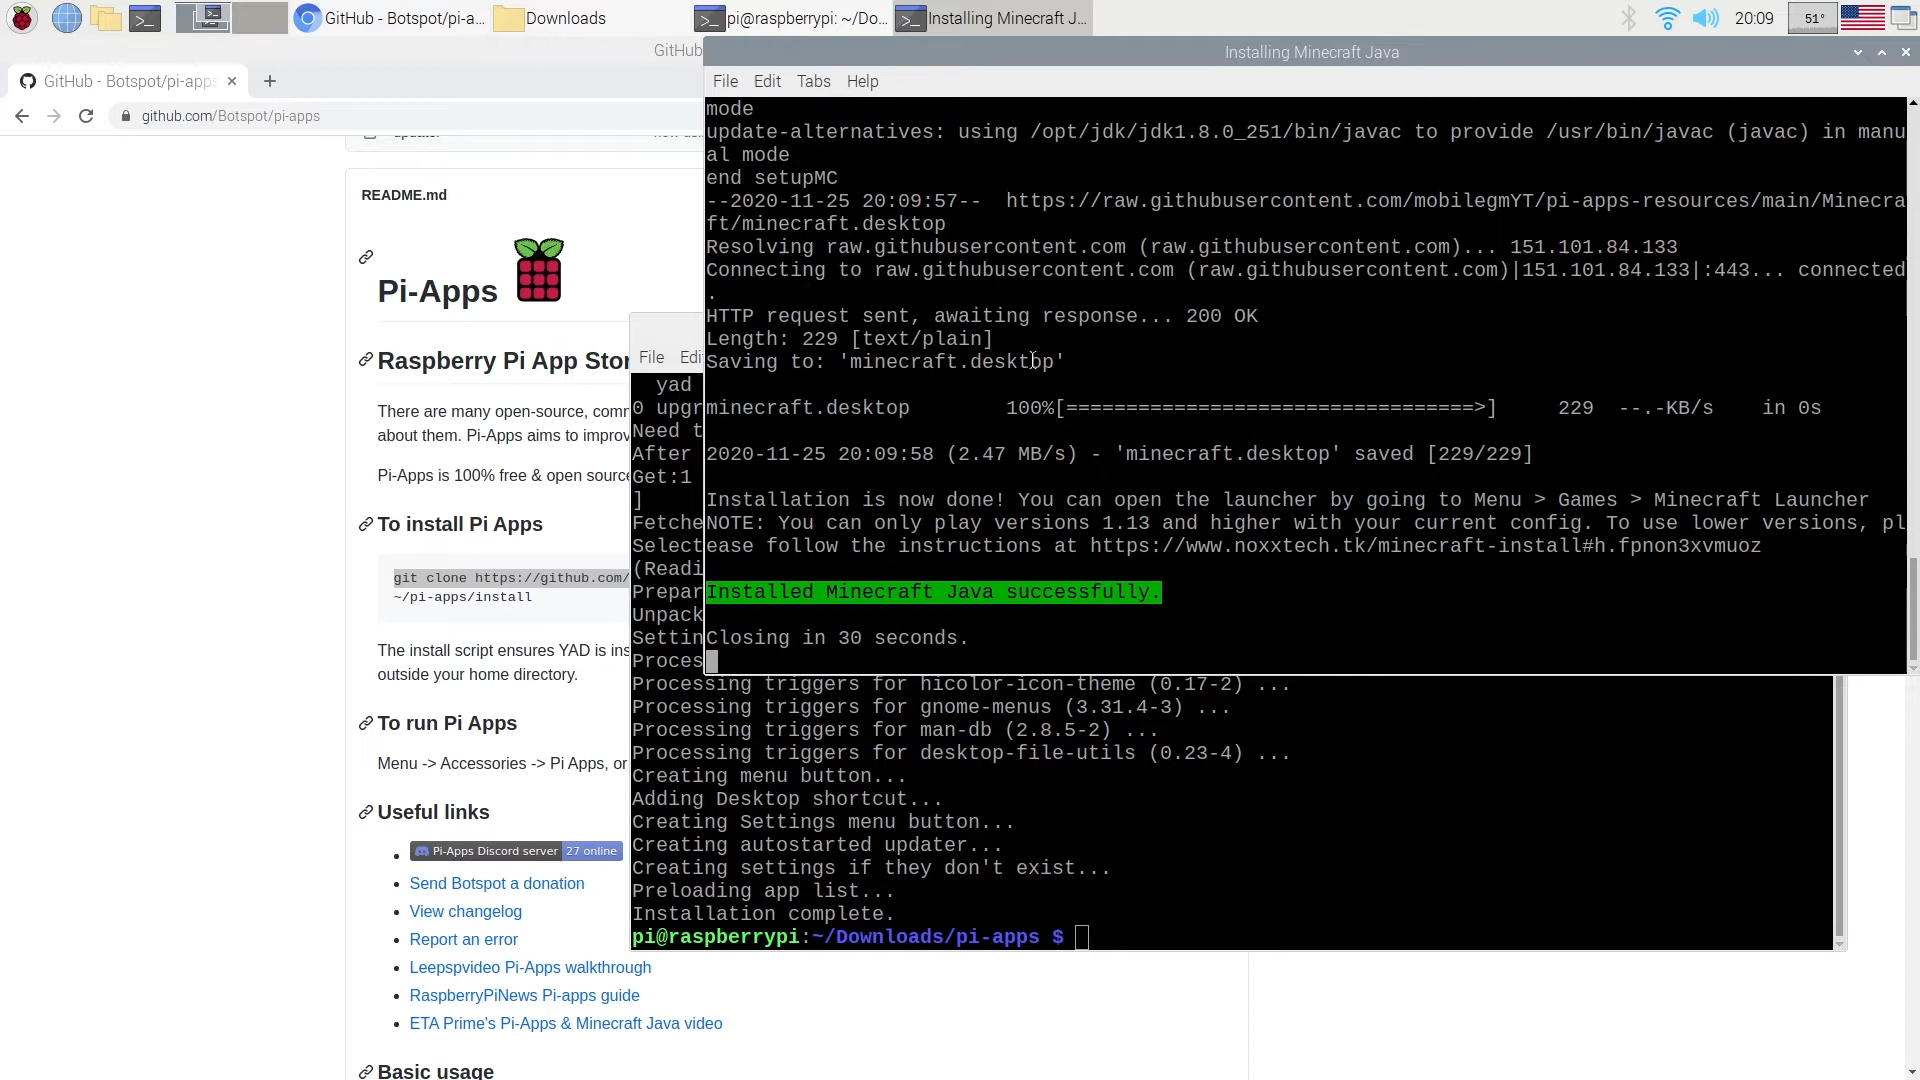 GitHub - Botspot/pi-a...
Downloads
pi@raspberrypi: ~/Do...
Installing Minecraft J...
20:09
51°
GitHub
Installing Minecraft Java
GitHub - Botspot/pi-apps
File Edit Tabs Help
github.com/Botspot/pi-apps
mode
update-alternatives: using /opt/jdk/jdk1.8.0_251/bin/javac to provide /usr/bin/javac (javac) in manu
al mode
end setupMC
--2020-11-25 20:09:57--  https://raw.githubusercontent.com/mobilegmYT/pi-apps-resources/main/Minecra
ft/minecraft.desktop
Resolving raw.githubusercontent.com (raw.githubusercontent.com)... 151.101.84.133
Connecting to raw.githubusercontent.com (raw.githubusercontent.com)|151.101.84.133|:443... connected
.
HTTP request sent, awaiting response... 200 OK
Length: 229 [text/plain]
Saving to: 'minecraft.desktop'
minecraft.desktop        100%[==================================>]     229  --.-KB/s    in 0s
2020-11-25 20:09:58 (2.47 MB/s) - 'minecraft.desktop' saved [229/229]
Installation is now done! You can open the launcher by going to Menu > Games > Minecraft Launcher
NOTE: You can only play versions 1.13 and higher with your current config. To use lower versions, pl
ease follow the instructions at https://www.noxxtech.tk/minecraft-install#h.fpnon3xvmuoz
Installed Minecraft Java successfully.
Closing in 30 seconds.
README.md
Pi-Apps
Raspberry Pi App Stor
There are many open-source, comm
about them. Pi-Apps aims to improv
Pi-Apps is 100% free & open source
To install Pi Apps
git clone https://github.com/
~/pi-apps/install
The install script ensures YAD is ins
outside your home directory.
To run Pi Apps
Menu -> Accessories -> Pi Apps, or
Useful links
Pi-Apps Discord server 27 online
Send Botspot a donation
View changelog
Report an error
Leepspvideo Pi-Apps walkthrough
RaspberryPiNews Pi-apps guide
ETA Prime's Pi-Apps & Minecraft Java video
Basic usage
File Edi
yad
0 upgr
Need t
After
Get:1
]
Fetche
Select
(Readi
Prepar
Unpack
Settin
Proces
Processing triggers for hicolor-icon-theme (0.17-2) ...
Processing triggers for gnome-menus (3.31.4-3) ...
Processing triggers for man-db (2.8.5-2) ...
Processing triggers for desktop-file-utils (0.23-4) ...
Creating menu button...
Adding Desktop shortcut...
Creating Settings menu button...
Creating autostarted updater...
Creating settings if they don't exist...
Preloading app list...
Installation complete.
pi@raspberrypi:~/Downloads/pi-apps $